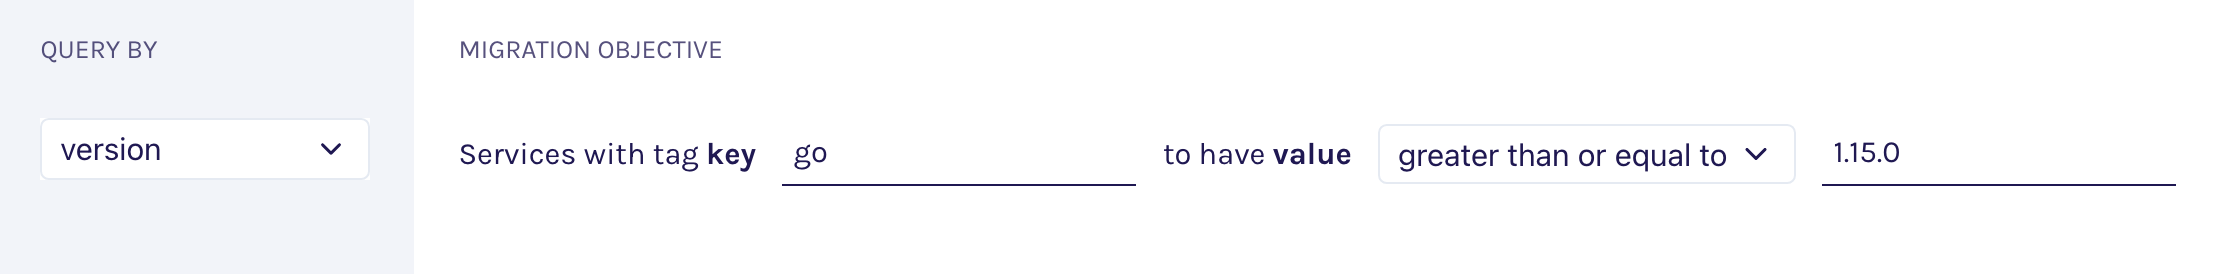 QUERY BY
version
MIGRATION OBJECTIVE
Services with tag key go to have value greater than or equal to 1.15.0